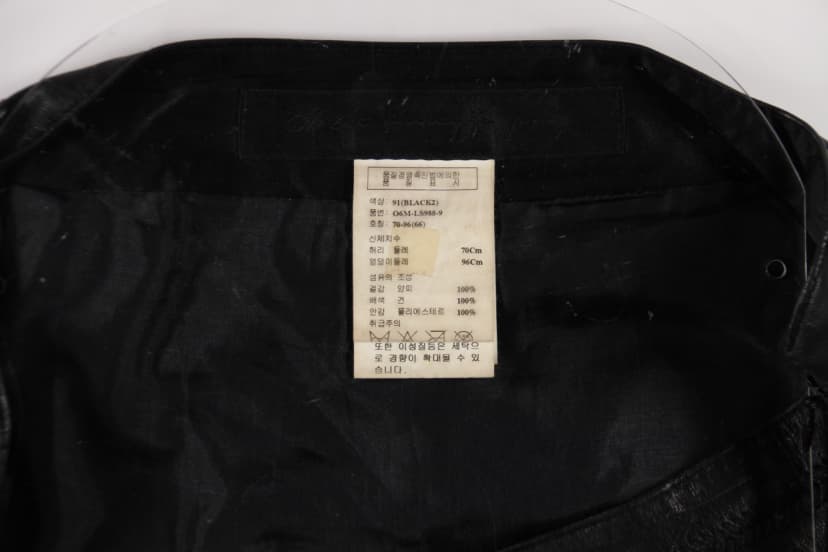 품질경영촉진법에의한
품 질 표 시
색상 91(BLACK2)
품번: O6M-LS988-9
호칭: 70-96(66)
신체치수
허리 둘레 70Cm
엉덩이둘레 96Cm
섬유의 조성
겉감 양피 100%
배색 견 100%
안감 폴리에스테르 100%
취급주의
또한 이성질등은 세탁으
로 경향이 확대될 수 있
습니다.